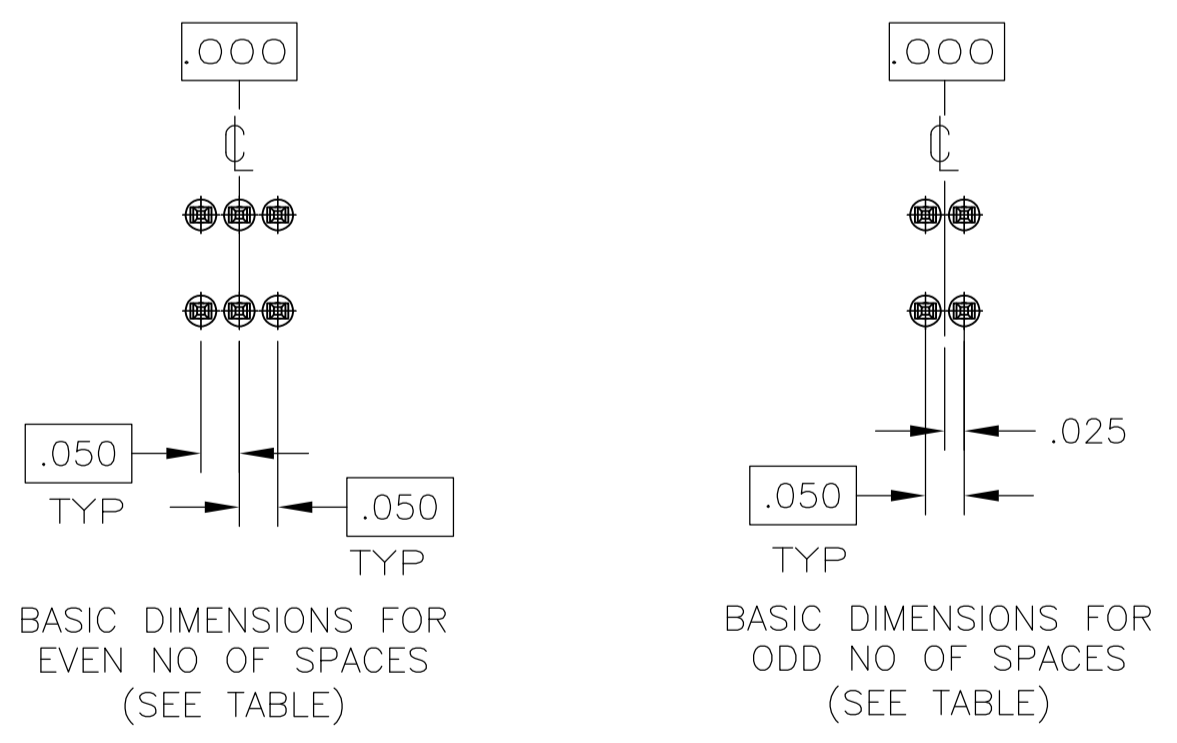 .000
℄
.050
TYP
.050
TYP
BASIC DIMENSIONS FOR
EVEN NO OF SPACES
(SEE TABLE)
.000
℄
.025
.050
TYP
BASIC DIMENSIONS FOR
ODD NO OF SPACES
(SEE TABLE)